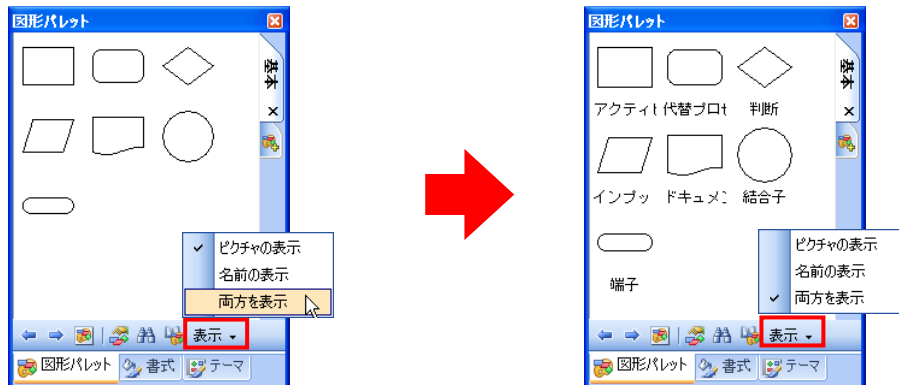 図形パレット
基本
ピクチャの表示
名前の表示
両方を表示
表示
図形パレット 書式 テーマ
図形パレット
基本
アクティ 代替プロセ 判断
インプッ ドキュメン 結合子
端子
ピクチャの表示
名前の表示
両方を表示
表示
図形パレット 書式 テーマ